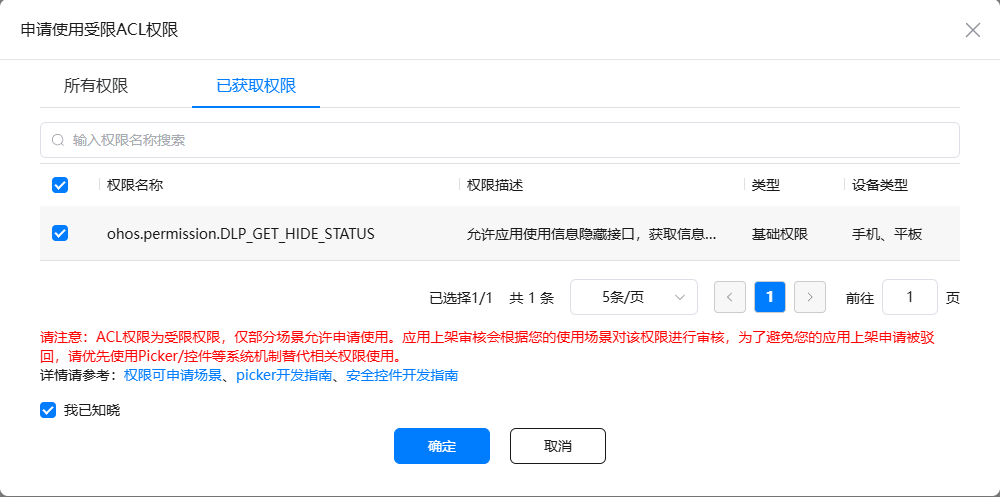 申请使用受限ACL权限
所有权限 已获取权限
输入权限名称搜索
权限名称 权限描述 类型 设备类型
ohos.permission.DLP_GET_HIDE_STATUS 允许应用使用信息隐藏接口，获取信息... 基础权限 手机、平板
已选择1/1 共 1 条 5条/页 1 前往 1 页
请注意：ACL权限为受限权限，仅部分场景允许申请使用。应用上架审核会根据您的使用场景对该权限进行审核，为了避免您的应用上架申请被驳
回，请优先使用Picker/控件等系统机制替代相关权限使用。
详情请参考：权限可申请场景、picker开发指南、安全控件开发指南
我已知晓
确定 取消